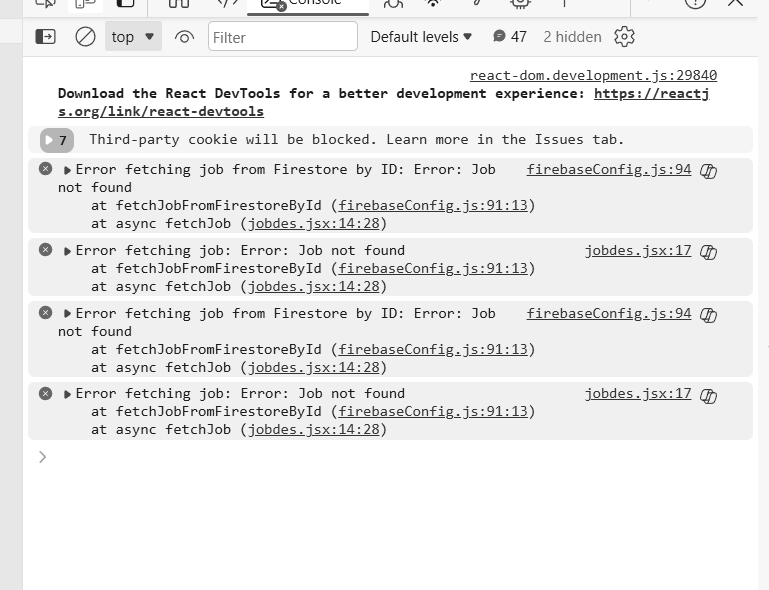 Console
top
Filter
Default levels
47
2 hidden
react-dom.development.js:29840
Download the React DevTools for a better development experience: https://reactj
s.org/link/react-devtools
7 Third-party cookie will be blocked. Learn more in the Issues tab.
Error fetching job from Firestore by ID: Error: Job firebaseConfig.js:94
not found
at fetchJobFromFirestoreById (firebaseConfig.js:91:13)
at async fetchJob (jobdes.jsx:14:28)
Error fetching job: Error: Job not found jobdes.jsx:17
at fetchJobFromFirestoreById (firebaseConfig.js:91:13)
at async fetchJob (jobdes.jsx:14:28)
Error fetching job from Firestore by ID: Error: Job firebaseConfig.js:94
not found
at fetchJobFromFirestoreById (firebaseConfig.js:91:13)
at async fetchJob (jobdes.jsx:14:28)
Error fetching job: Error: Job not found jobdes.jsx:17
at fetchJobFromFirestoreById (firebaseConfig.js:91:13)
at async fetchJob (jobdes.jsx:14:28)